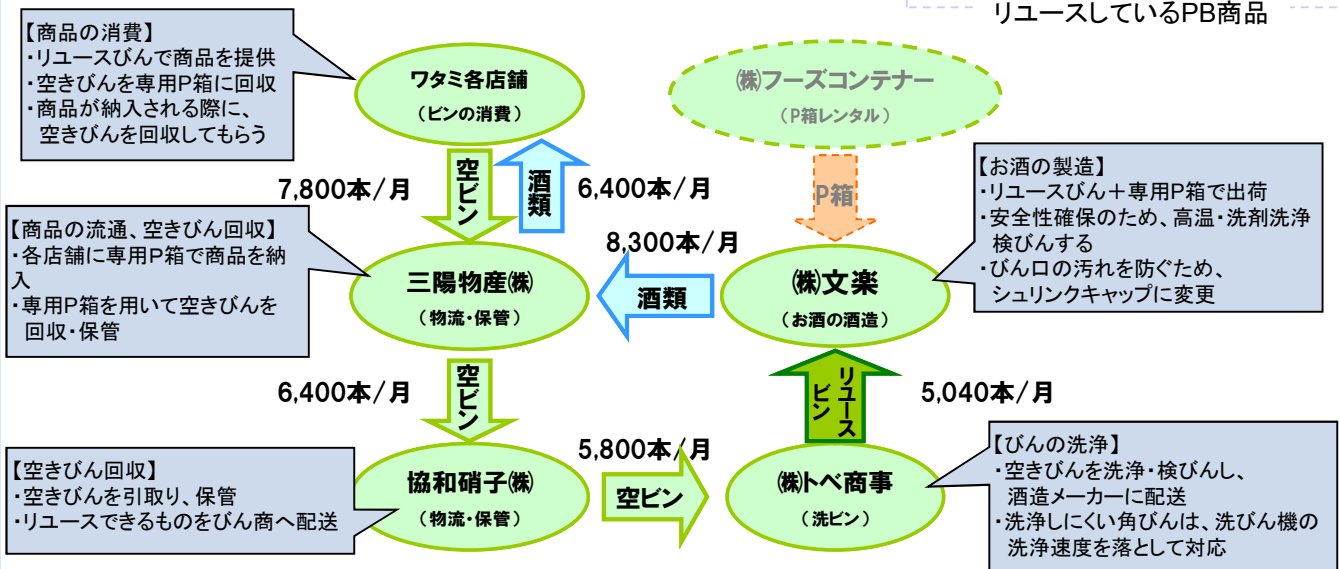 リユースしているPB商品
【商品の消費】
・リユースびんで商品を提供
・空きびんを専用P箱に回収
・商品が納入される際に、
空きびんを回収してもらう
ワタミ各店舗
（ビンの消費）
㈱フーズコンテナー
（P箱レンタル）
空ビン
酒類
7,800本/月
6,400本/月
P箱
【お酒の製造】
・リユースびん＋専用P箱で出荷
・安全性確保のため、高温・洗剤洗浄
検びんする
・びん口の汚れを防ぐため、
シュリンクキャップに変更
【商品の流通、空きびん回収】
・各店舗に専用P箱で商品を納
入
・専用P箱を用いて空きびんを
回収・保管
三陽物産㈱
（物流・保管）
8,300本/月
酒類
㈱文楽
（お酒の酒造）
6,400本/月
空ビン
リユース
ビン
5,040本/月
【空きびん回収】
・空きびんを引取り、保管
・リユースできるものをびん商へ配送
協和硝子㈱
（物流・保管）
5,800本/月
空ビン
㈱トベ商事
（洗ビン）
【びんの洗浄】
・空きびんを洗浄・検びんし、
酒造メーカーに配送
・洗浄しにくい角びんは、洗びん機の
洗浄速度を落として対応